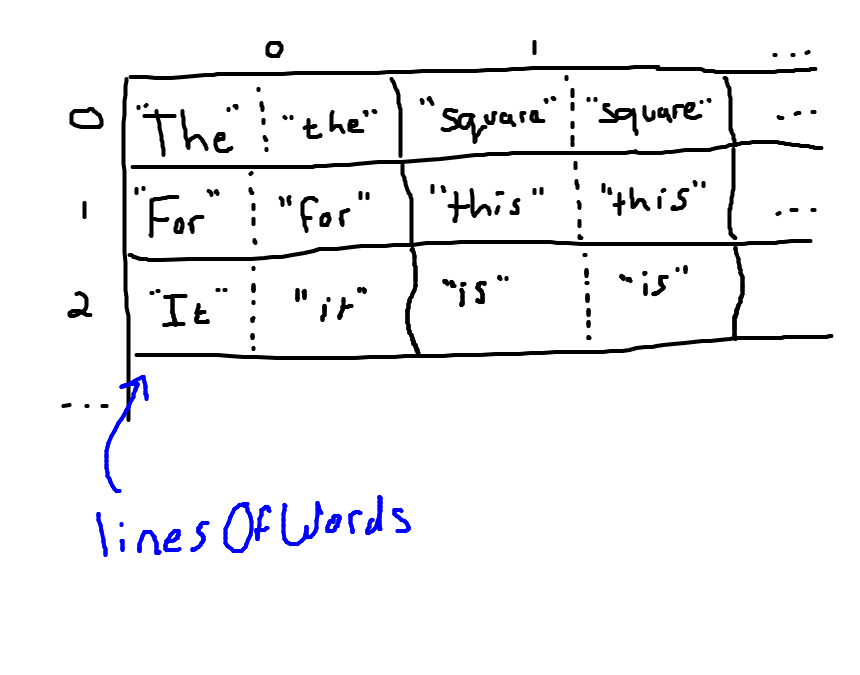 0 1 ...
0 "The" "the" "square" "square" ...
1 "For" "for" "this" "this" ...
2 "It" "it" "is" "is"
...
linesOfWords